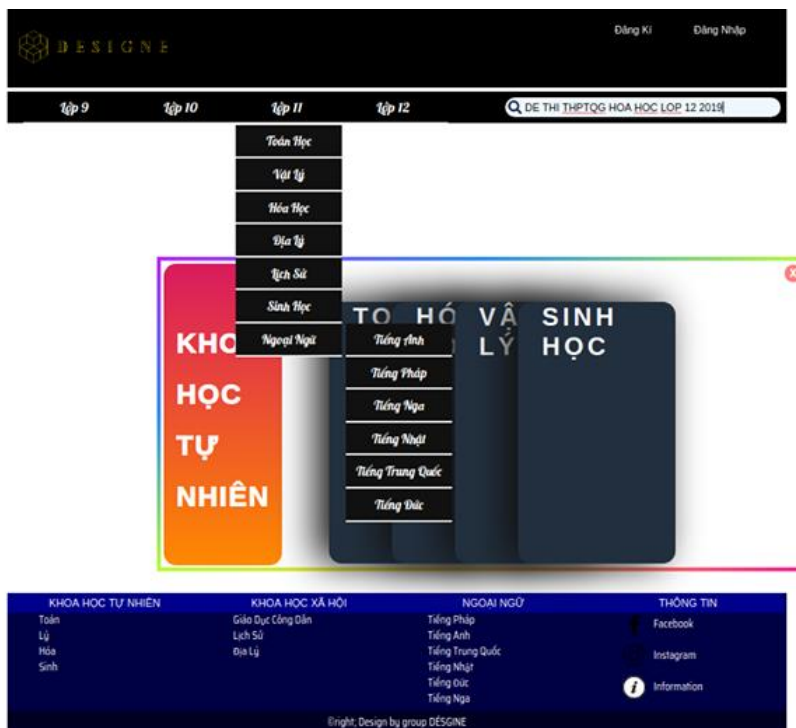 DESIGNE
Đăng Kí
Đăng Nhập
Lớp 9
Lớp 10
Lớp 11
Lớp 12
DE THI THPTQG HOA HOC LOP 12 2019
Toán Học
Vật Lý
Hóa Học
Địa Lý
Lịch Sử
Sinh Học
Ngoại Ngữ
Tiếng Anh
Tiếng Pháp
Tiếng Nga
Tiếng Nhật
Tiếng Trung Quốc
Tiếng Đức
X
HỌC
TỰ
NHIÊN
LÝ
SINH
HỌC
KHOA HỌC TỰ NHIÊN
Toán
Lý
Hóa
Sinh
KHOA HỌC XÃ HỘI
Giáo Dục Công Dân
Lịch Sử
Địa Lý
NGOẠI NGỮ
Tiếng Pháp
Tiếng Anh
Tiếng Trung Quốc
Tiếng Nhật
Tiếng Đức
Tiếng Nga
THÔNG TIN
Facebook
Instagram
Information
©right; Design by group DÉSGINE